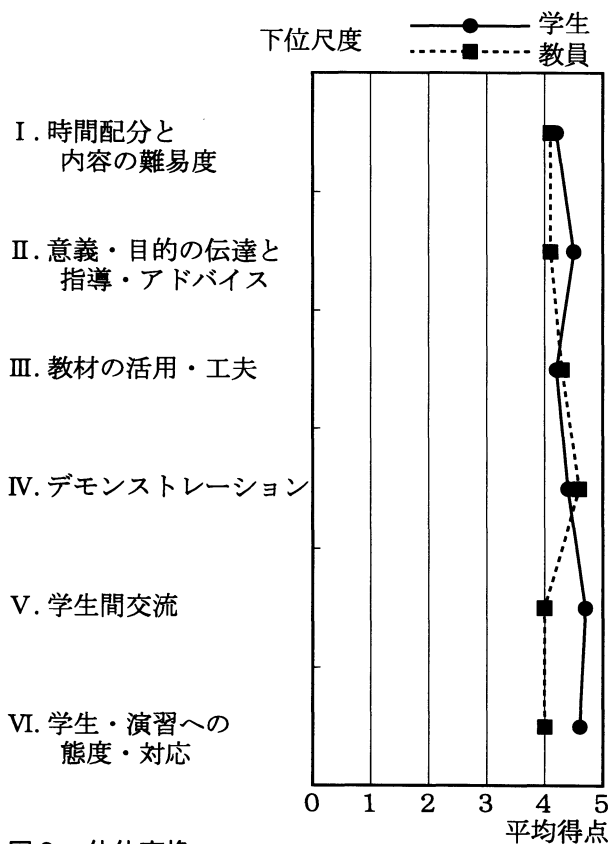 下位尺度
学生
教員
Ⅰ. 時間配分と
内容の難易度
Ⅱ. 意義・目的の伝達と
指導・アドバイス
Ⅲ. 教材の活用・工夫
Ⅳ. デモンストレーション
Ⅴ. 学生間交流
Ⅵ. 学生・演習への
態度・対応
0 1 2 3 4 5
平均得点